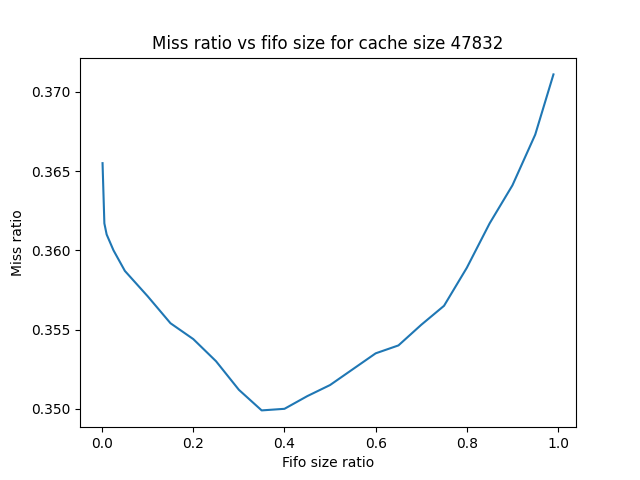 Miss ratio vs fifo size for cache size 47832
0.370
0.365
0.360
0.355
0.350
Miss ratio
0.0 0.2 0.4 0.6 0.8 1.0
Fifo size ratio